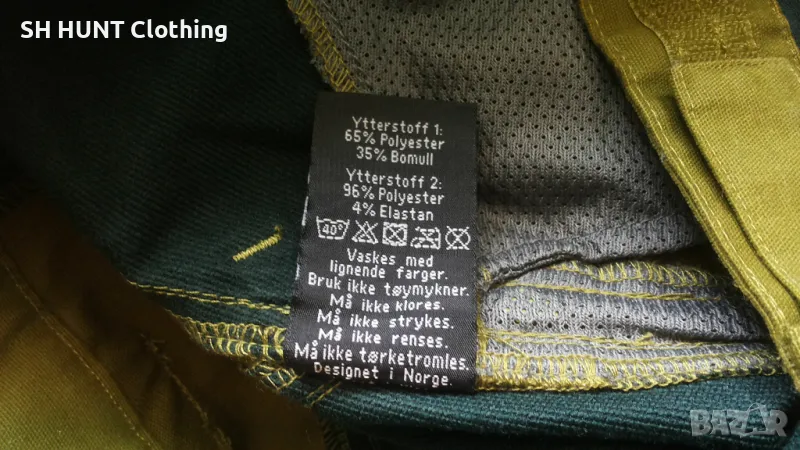 SH HUNT Clothing
Ytterstoff 1:
65% Polyester
35% Bomull
Ytterstoff 2:
96% Polyester
4% Elastan
40°
Vaskes med
lignende farger.
Bruk ikke tøymykner.
Må ikke klores.
Må ikke strykes.
Må ikke renses.
Må ikke tørketromles.
Designet i Norge.
BAZAR